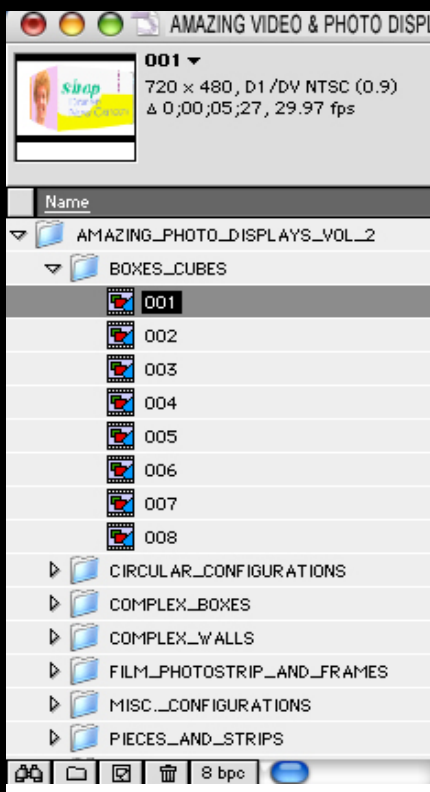 AMAZING VIDEO & PHOTO DISPL
001
720 x 480, D1/DV NTSC (0.9)
Δ 0;00;05;27, 29.97 fps
shop
Name
AMAZING_PHOTO_DISPLAYS_VOL_2
BOXES_CUBES
001
002
003
004
005
006
007
008
CIRCULAR_CONFIGURATIONS
COMPLEX_BOXES
COMPLEX_WALLS
FILM_PHOTOSTRIP_AND_FRAMES
MISC._CONFIGURATIONS
PIECES_AND_STRIPS
8 bpc